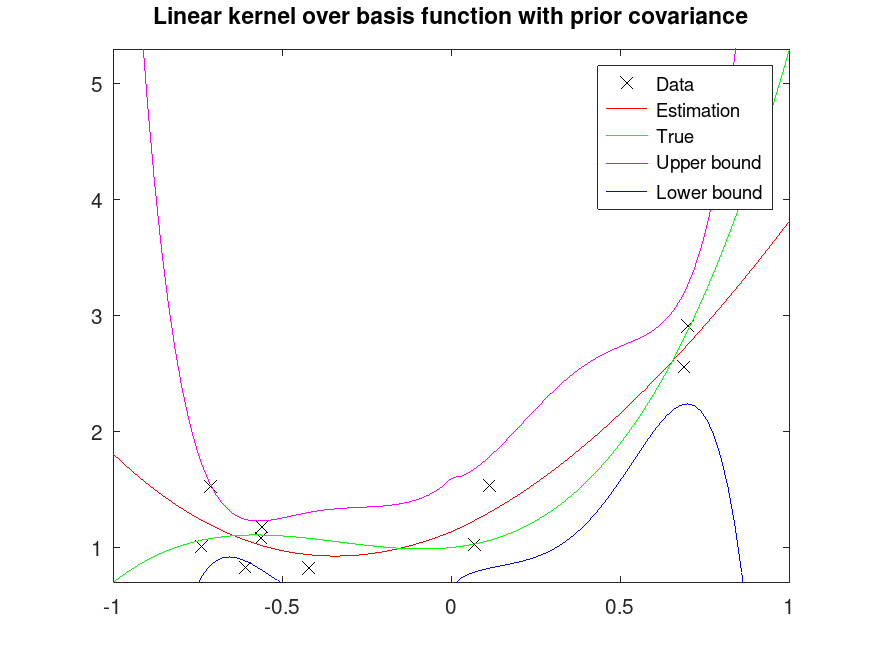 Linear kernel over basis function with prior covariance
5
4
3
2
1
-1
-0.5
0
0.5
1
Data
Estimation
True
Upper bound
Lower bound